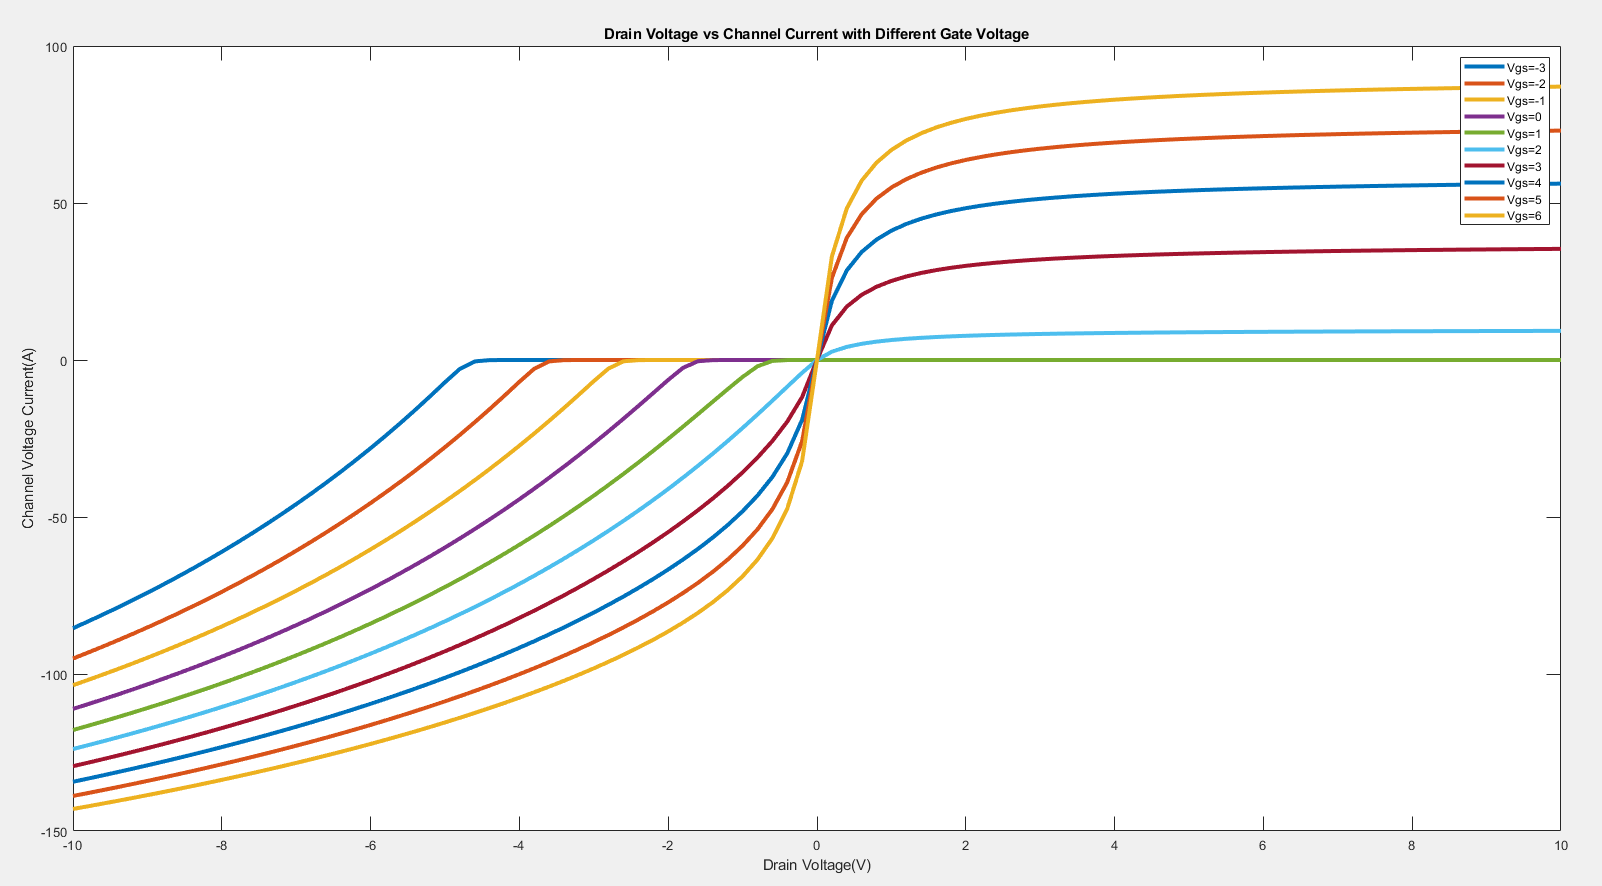 Drain Voltage vs Channel Current with Different Gate Voltage
100
50
0
-50
-100
-150
Channel Voltage Current(A)
Vgs=-3
Vgs=-2
Vgs=-1
Vgs=0
Vgs=1
Vgs=2
Vgs=3
Vgs=4
Vgs=5
Vgs=6
-10 -8 -6 -4 -2 0 2 4 6 8 10
Drain Voltage(V)